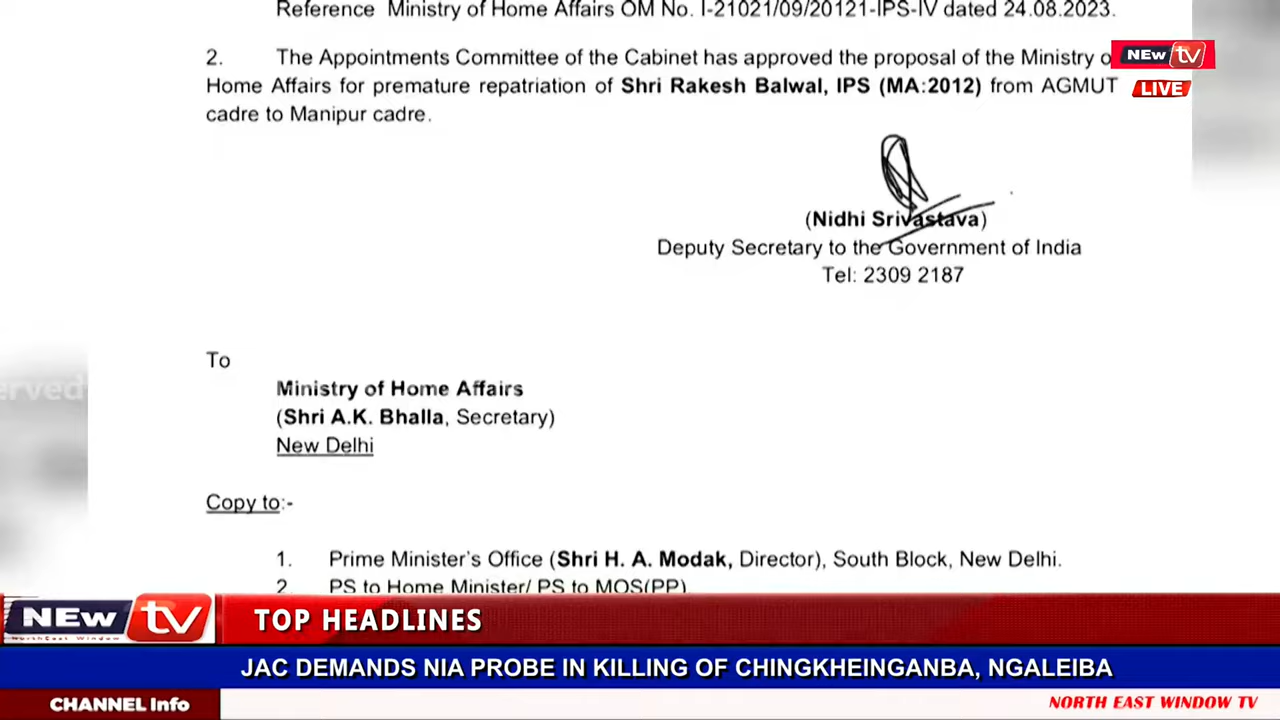 Reference Ministry of Home Affairs OM No. I-21021/09/20121-IPS-IV dated 24.08.2023.
2. The Appointments Committee of the Cabinet has approved the proposal of the Ministry o
Home Affairs for premature repatriation of Shri Rakesh Balwal, IPS (MA:2012) from AGMUT
cadre to Manipur cadre.
NEW tv
LIVE
(Nidhi Srivastava)
Deputy Secretary to the Government of India
Tel: 2309 2187
To
Ministry of Home Affairs
(Shri A.K. Bhalla, Secretary)
New Delhi
erved
Copy to:-
1. Prime Minister's Office (Shri H. A. Modak, Director), South Block, New Delhi.
2. PS to Home Minister/ PS to MOS(PP)
NEW tv
NorthEast Window
TOP HEADLINES
JAC DEMANDS NIA PROBE IN KILLING OF CHINGKHEINGANBA, NGALEIBA
CHANNEL Info
NORTH EAST WINDOW TV